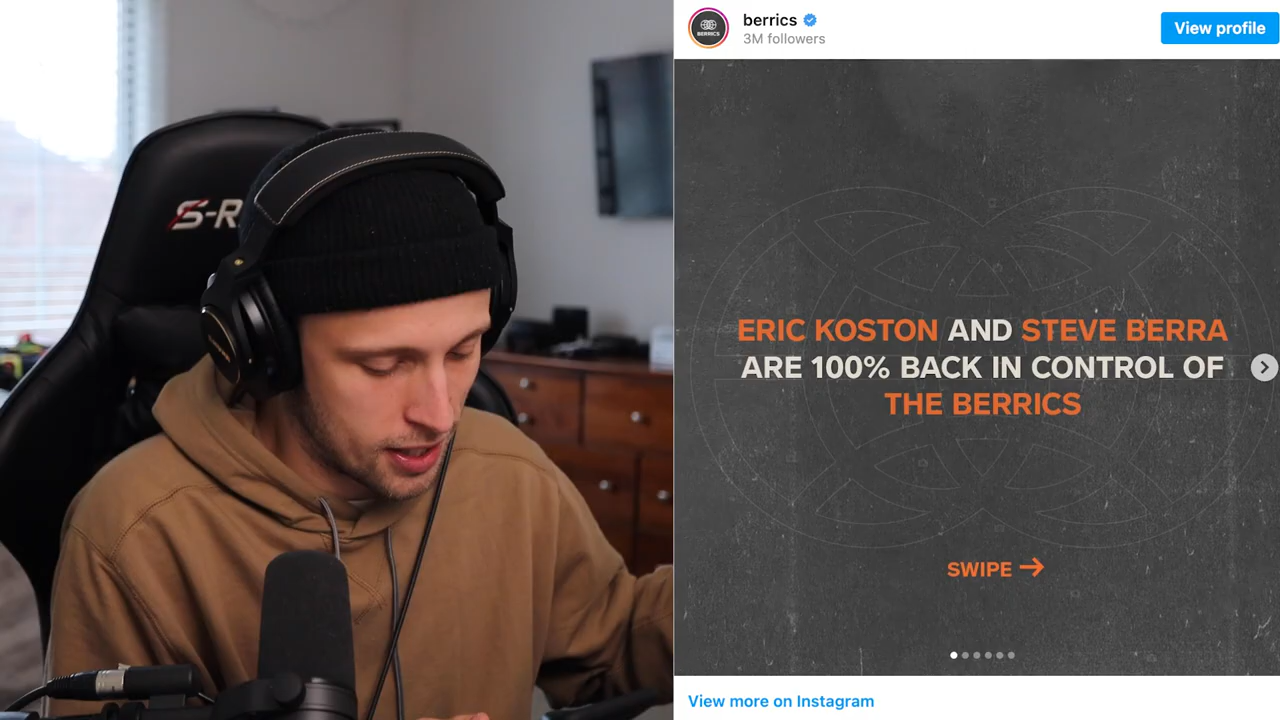 berrics
3M followers
View profile
BERRICS
S-R
ERIC KOSTON AND STEVE BERRA
ARE 100% BACK IN CONTROL OF
THE BERRICS
SWIPE →
View more on Instagram